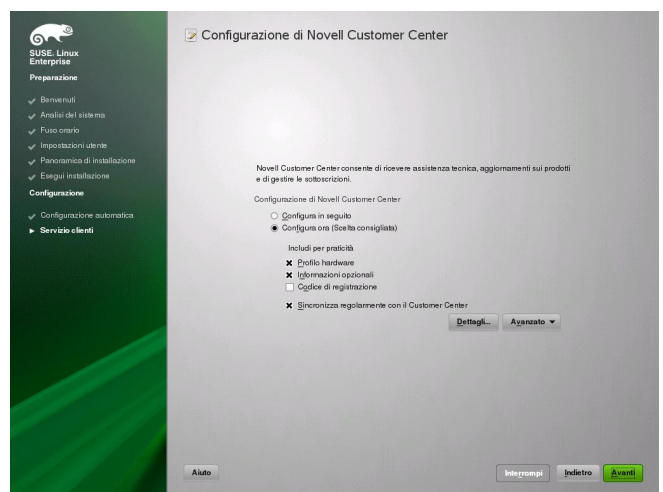 SUSE. Linux
Enterprise
Preparazione
Benvenuti
Analisi del sistema
Fuso orario
Impostazioni utente
Panoramica di installazione
Esegui installazione
Configurazione
Configurazione automatica
Servizio clienti
Configurazione di Novell Customer Center
Novell Customer Center consente di ricevere assistenza tecnica, aggiornamenti sui prodotti
e di gestire le sottoscrizioni.
Configurazione di Novell Customer Center
Configura in seguito
Configura ora (Scelta consigliata)
Includi per praticità
Profilo hardware
Informazioni opzionali
Codice di registrazione
Sincronizza regolarmente con il Customer Center
Dettagli... Avanzato
Aiuto Interrompi Indietro Avanti